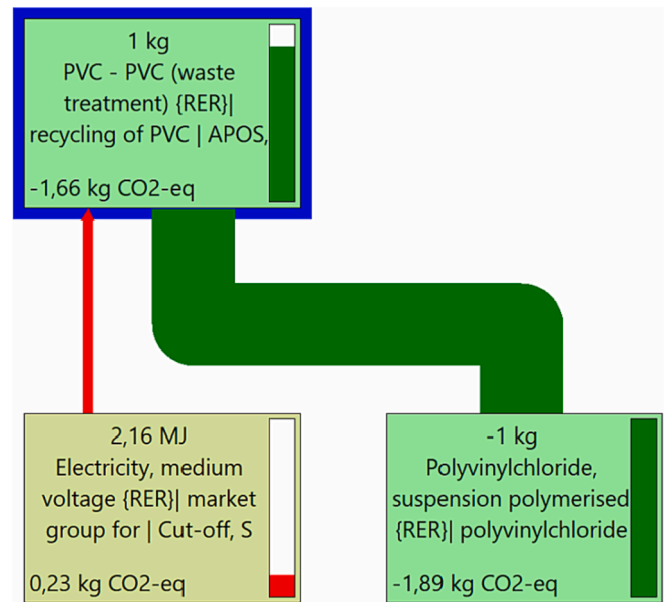 1 kg
PVC - PVC (waste
treatment) {RER}|
recycling of PVC | APOS,
-1,66 kg CO2-eq
2,16 MJ
Electricity, medium
voltage {RER}| market
group for | Cut-off, S
0,23 kg CO2-eq
-1 kg
Polyvinylchloride,
suspension polymerised
{RER}| polyvinylchloride
-1,89 kg CO2-eq